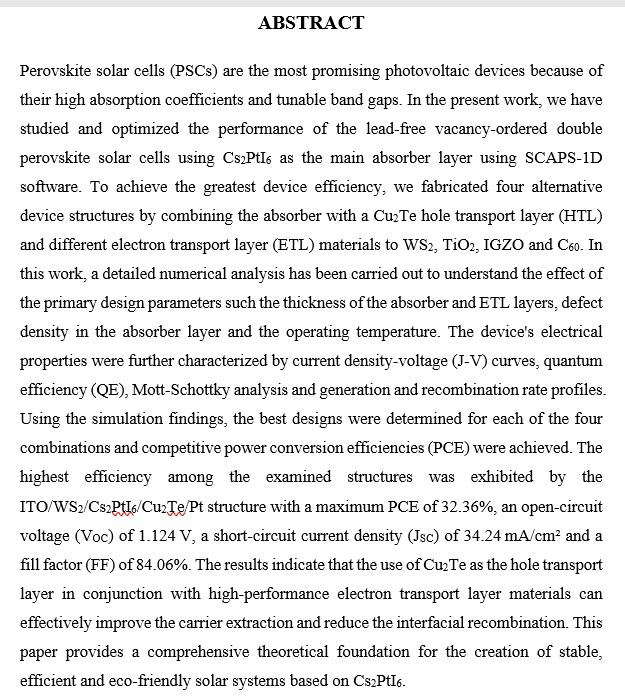 ABSTRACT
Perovskite solar cells (PSCs) are the most promising photovoltaic devices because of
their high absorption coefficients and tunable band gaps. In the present work, we have
studied and optimized the performance of the lead-free vacancy-ordered double
perovskite solar cells using Cs₂PtI₆ as the main absorber layer using SCAPS-1D
software. To achieve the greatest device efficiency, we fabricated four alternative
device structures by combining the absorber with a Cu₂Te hole transport layer (HTL)
and different electron transport layer (ETL) materials to WS₂, TiO₂, IGZO and C₆₀. In
this work, a detailed numerical analysis has been carried out to understand the effect of
the primary design parameters such the thickness of the absorber and ETL layers, defect
density in the absorber layer and the operating temperature. The device's electrical
properties were further characterized by current density-voltage (J-V) curves, quantum
efficiency (QE), Mott-Schottky analysis and generation and recombination rate profiles.
Using the simulation findings, the best designs were determined for each of the four
combinations and competitive power conversion efficiencies (PCE) were achieved. The
highest efficiency among the examined structures was exhibited by the
ITO/WS₂/Cs₂PtI₆/Cu₂Te/Pt structure with a maximum PCE of 32.36%, an open-circuit
voltage (Voc) of 1.124 V, a short-circuit current density (Jsc) of 34.24 mA/cm² and a
fill factor (FF) of 84.06%. The results indicate that the use of Cu₂Te as the hole transport
layer in conjunction with high-performance electron transport layer materials can
effectively improve the carrier extraction and reduce the interfacial recombination. This
paper provides a comprehensive theoretical foundation for the creation of stable,
efficient and eco-friendly solar systems based on Cs₂PtI₆.